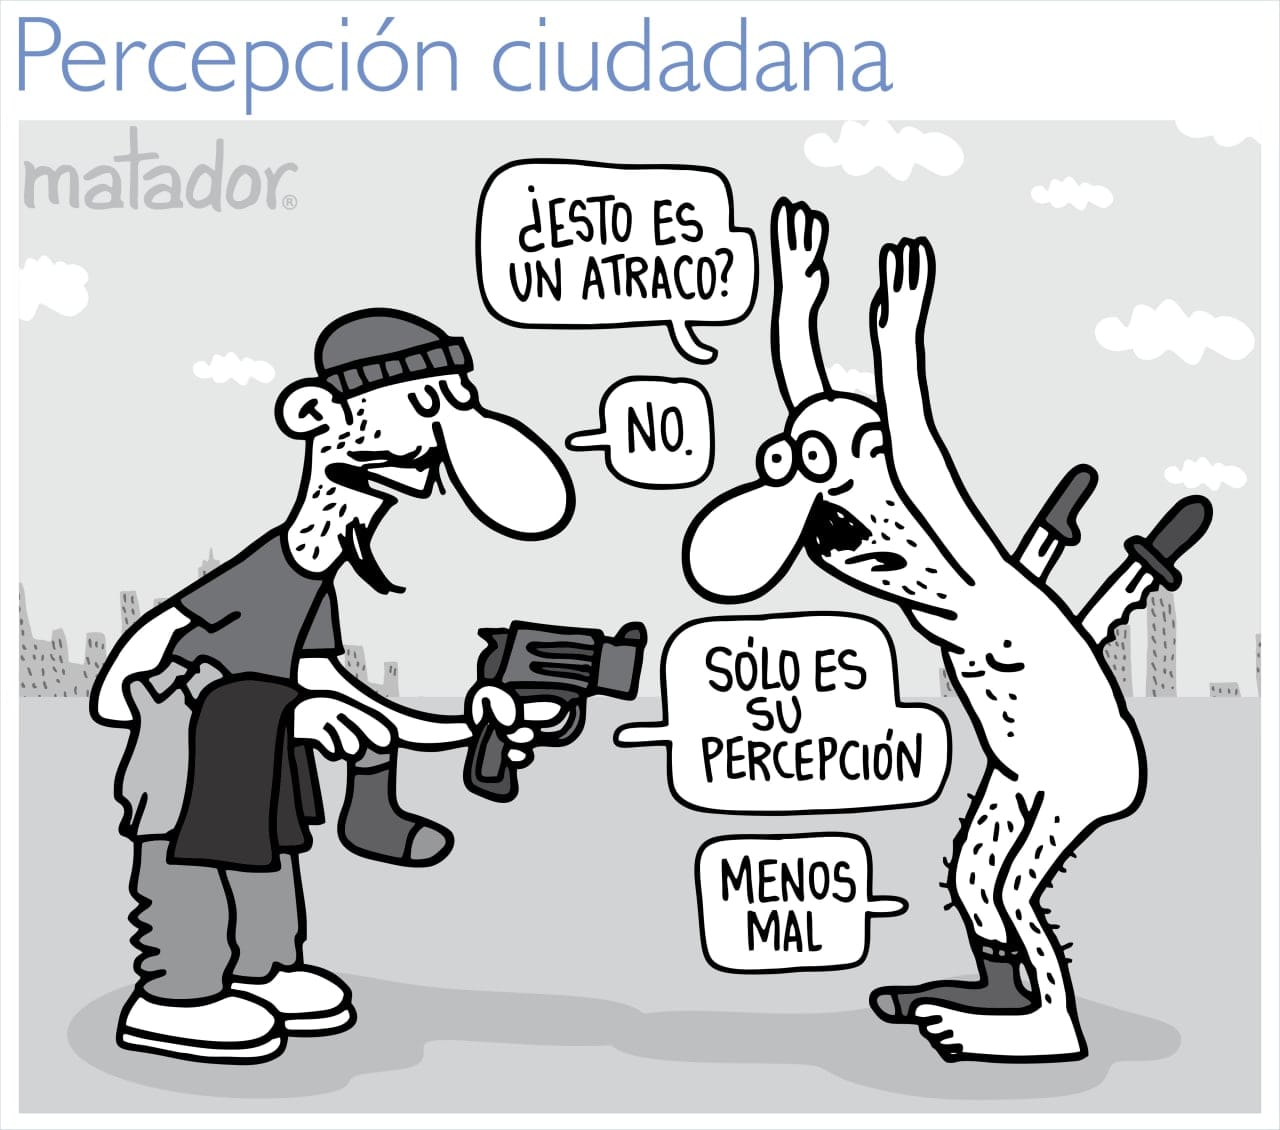 Percepción ciudadana
matador®
¿ESTO ES
UN ATRACO?
NO.
SÓLO ES
SU
PERCEPCIÓN
MENOS
MAL